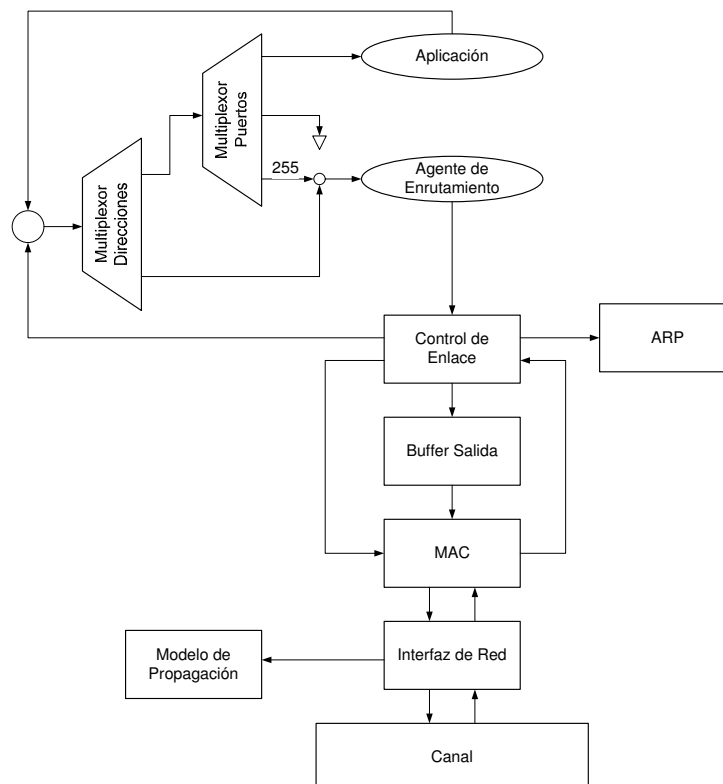 Aplicación
Multiplexor
Puertos
255
Agente de
Enrutamiento
Multiplexor
Direcciones
Control de
Enlace
ARP
Buffer Salida
MAC
Modelo de
Propagación
Interfaz de Red
Canal